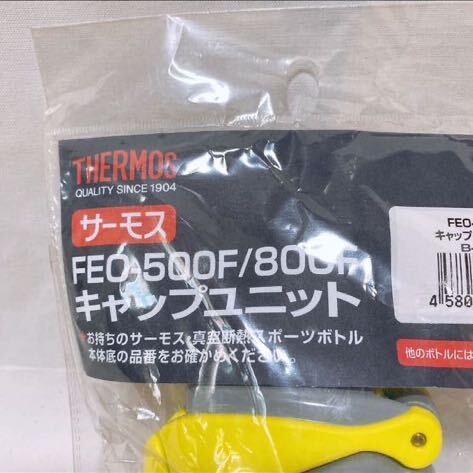 THERMOS
QUALITY SINCE 1904
サーモス
FEO-500F/800F
キャップユニット
お持ちのサーモス 真空断熱スポーツボトル
本体底の品番をお確かめください。
FEO-
キャップ
B-
4 580
他のボトルには